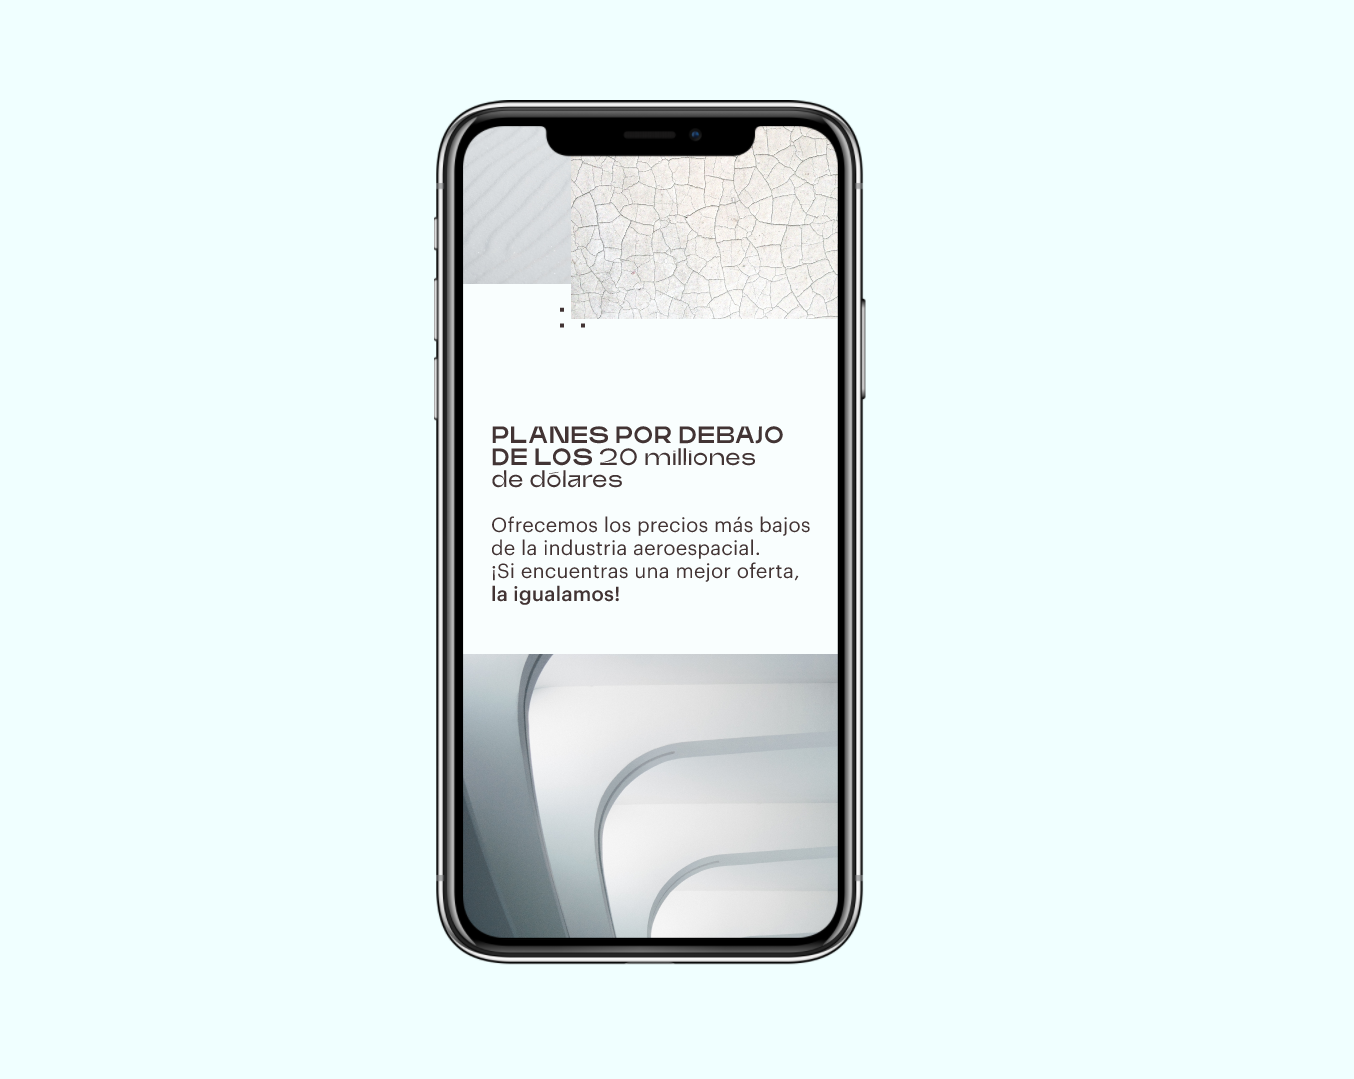 PLANES POR DEBAJO
DE LOS 20 milliones
de dólares
Ofrecemos los precios más bajos
de la industria aeroespacial.
¡Si encuentras una mejor oferta,
la igualamos!